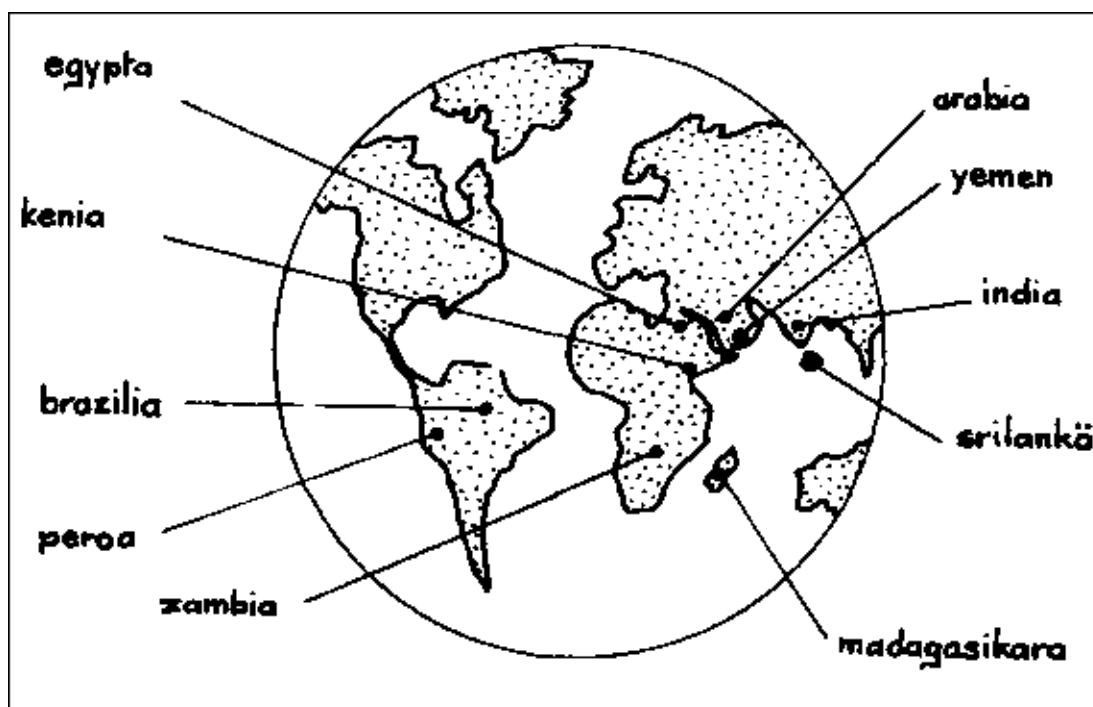 egypta
arabia
yemen
kenia
india
brazilia
srilankä
peroa
zambia
madagasikara